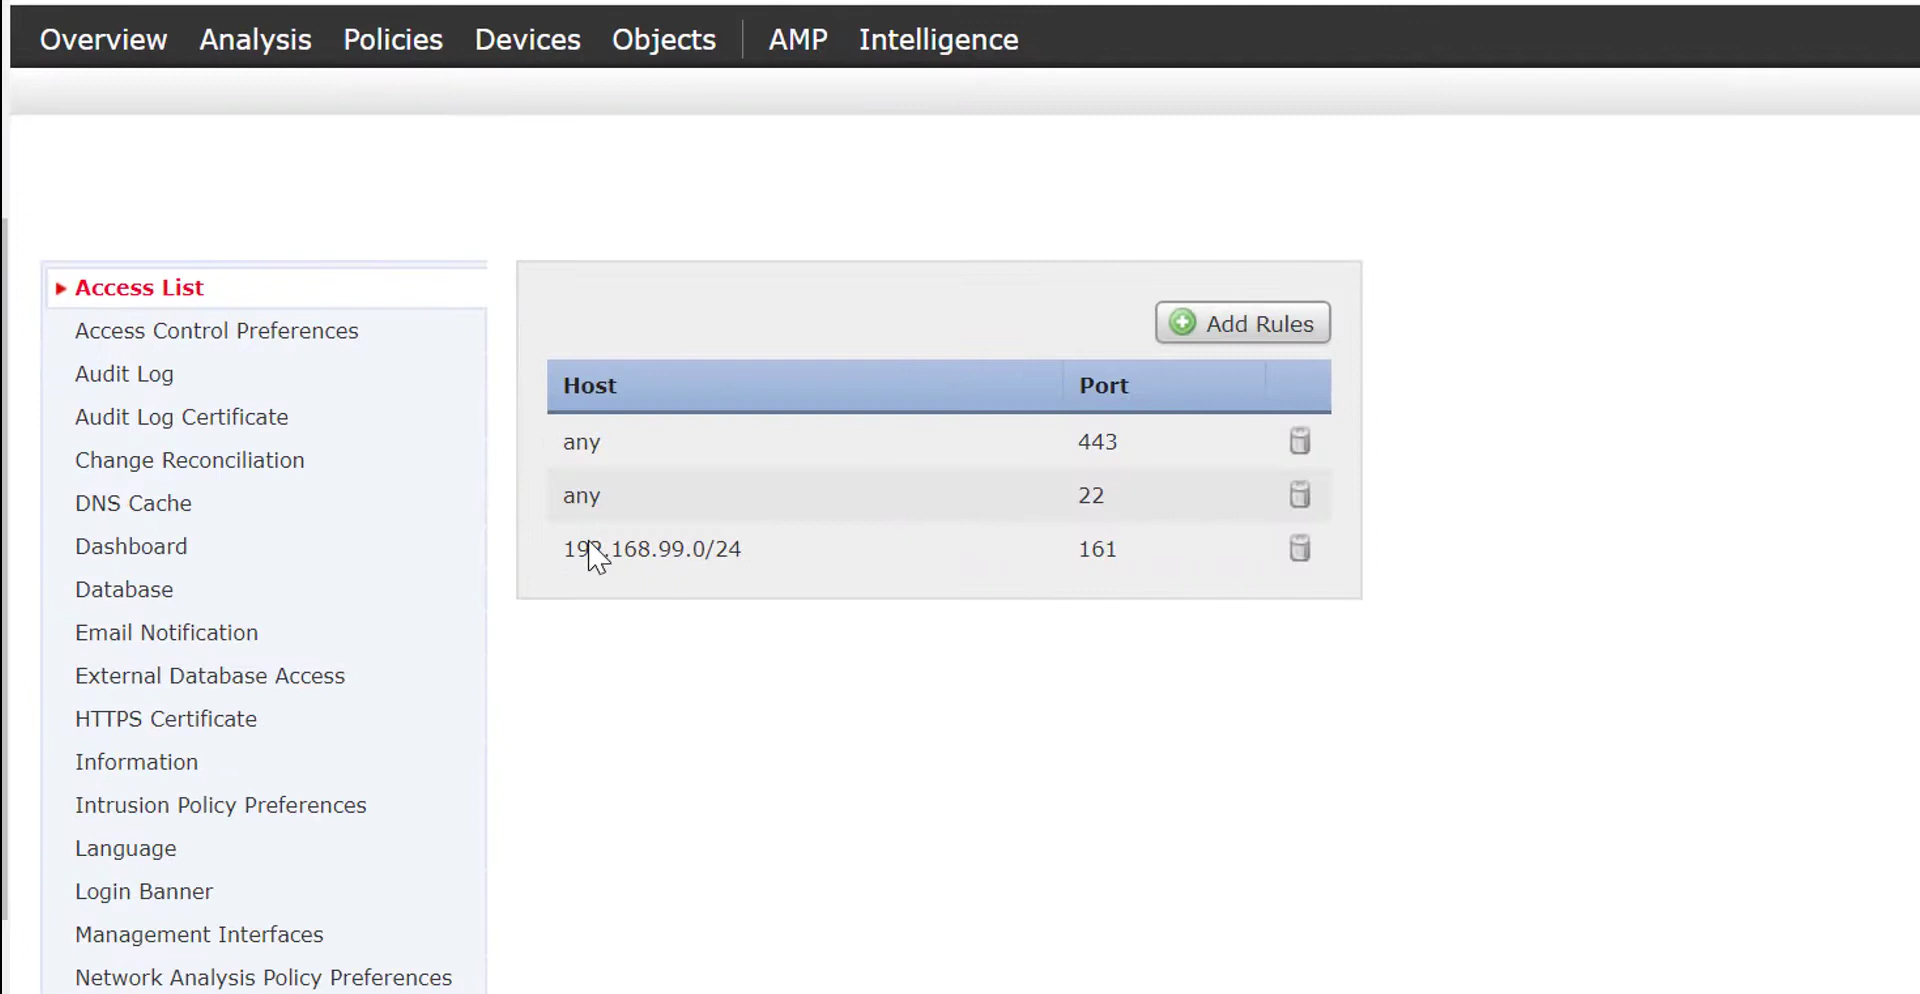 Overview Analysis Policies Devices Objects AMP Intelligence
Access List
Access Control Preferences
Audit Log
Audit Log Certificate
Change Reconciliation
DNS Cache
Dashboard
Database
Email Notification
External Database Access
HTTPS Certificate
Information
Intrusion Policy Preferences
Language
Login Banner
Management Interfaces
Network Analysis Policy Preferences
Add Rules
Host Port
any 443
any 22
192.168.99.0/24 161